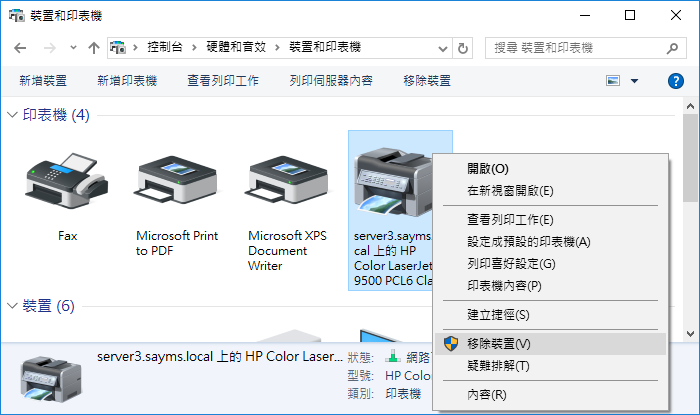 裝置和印表機
控制台 › 硬體和音效 › 裝置和印表機
搜尋 裝置和印表機
新增裝置 新增印表機 查看列印工作 列印伺服器內容 移除裝置
印表機 (4)
Fax
Microsoft Print
to PDF
Microsoft XPS
Document
Writer
server3.sayms.
cal 上的 HP
Color LaserJet
9500 PCL6 Cla
開啟(O)
在新視窗開啟(E)
查看列印工作(E)
設定成預設的印表機(A)
列印喜好設定(G)
印表機內容(P)
建立捷徑(S)
移除裝置(V)
疑難排解(T)
內容(R)
裝置 (6)
server3.sayms.local 上的 HP Color LaserJ...
狀態: 網路
型號: HP Colo
類別: 印表機